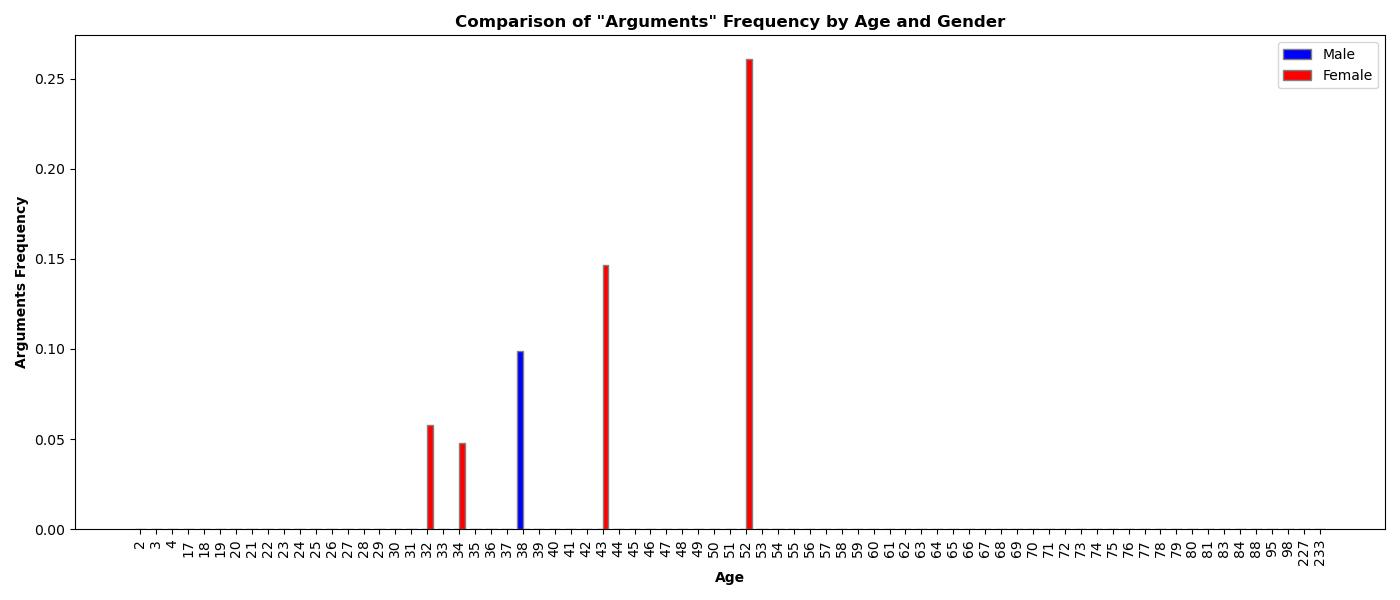 Comparison of "Arguments" Frequency by Age and Gender
Male
Female
Arguments Frequency
0.25
0.20
0.15
0.10
0.05
0.00
2 3 4 17 18 19 20 21 22 23 24 25 26 27 28 29 30 31 32 33 34 35 36 37 38 39 40 41 42 43 44 45 46 47 48 49 50 51 52 53 54 55 56 57 58 59 60 61 62 63 64 65 66 67 68 69 70 71 72 73 74 75 76 77 78 79 80 81 83 84 88 95 98 227 233
Age